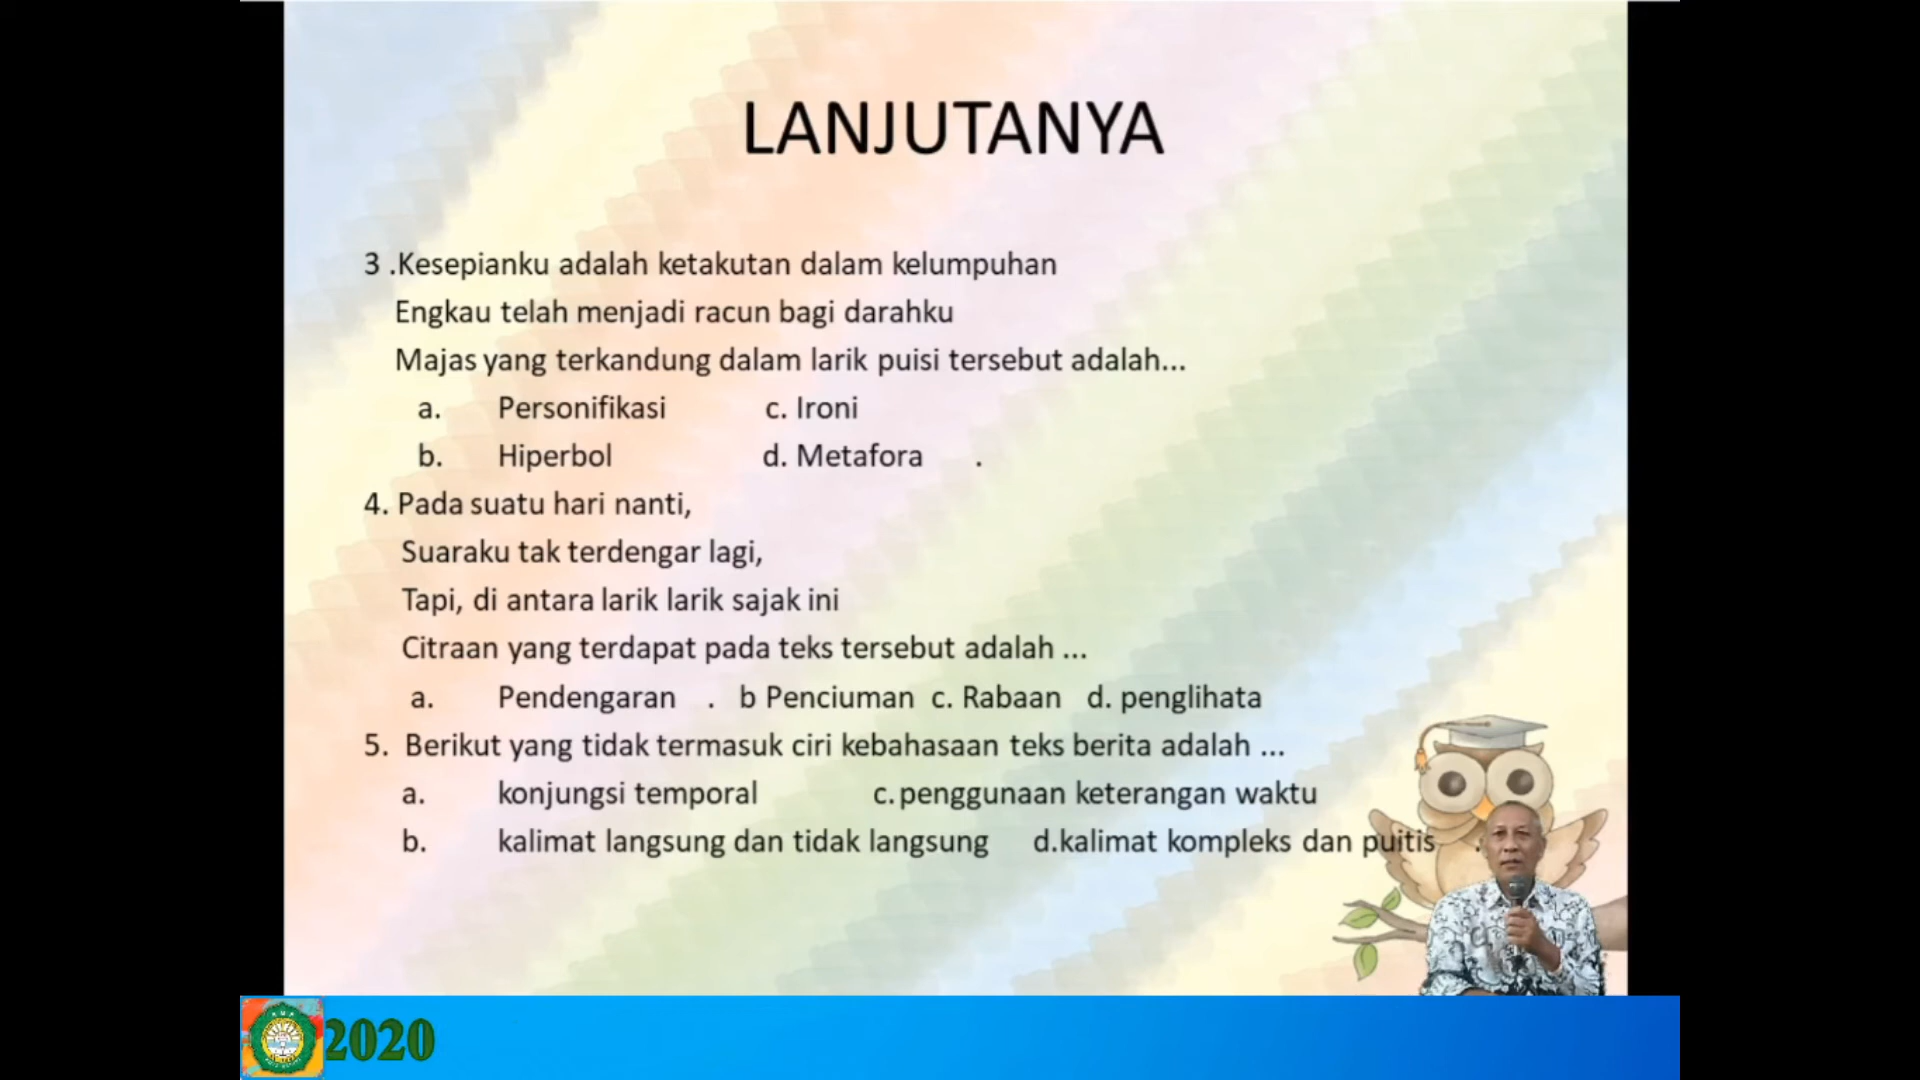 LANJUTANYA
3 .Kesepianku adalah ketakutan dalam kelumpuhan
Engkau telah menjadi racun bagi darahku
Majas yang terkandung dalam larik puisi tersebut adalah...
a. Personifikasi c. Ironi
b. Hiperbol d. Metafora .
4. Pada suatu hari nanti,
Suaraku tak terdengar lagi,
Tapi, di antara larik larik sajak ini
Citraan yang terdapat pada teks tersebut adalah ...
a. Pendengaran . b Penciuman c. Rabaan d. penglihata
5. Berikut yang tidak termasuk ciri kebahasaan teks berita adalah ...
a. konjungsi temporal c.penggunaan keterangan waktu
b. kalimat langsung dan tidak langsung d.kalimat kompleks dan puitis .
2020